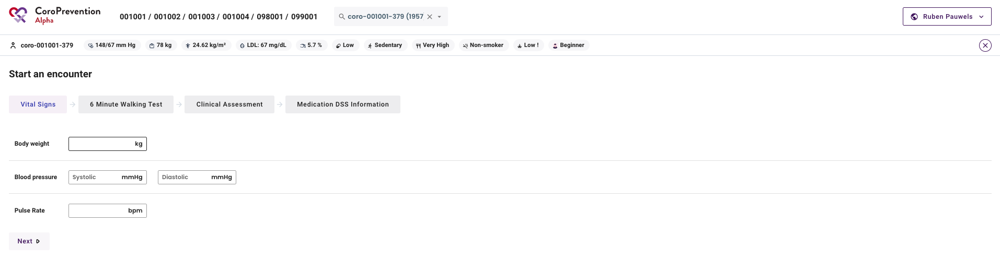 CoroPrevention
Alpha
001001 / 001002 / 001003 / 001004 / 098001 / 099001
coro-001001-379 (1957
Ruben Pauwels
coro-001001-379
148/67 mm Hg
78 kg
24.62 kg/m²
LDL: 67 mg/dL
5.7 %
Low
Sedentary
Very High
Non-smoker
Low !
Beginner
Start an encounter
Vital Signs
6 Minute Walking Test
Clinical Assessment
Medication DSS Information
Body weight
kg
Blood pressure
Systolic mmHg
Diastolic mmHg
Pulse Rate
bpm
Next